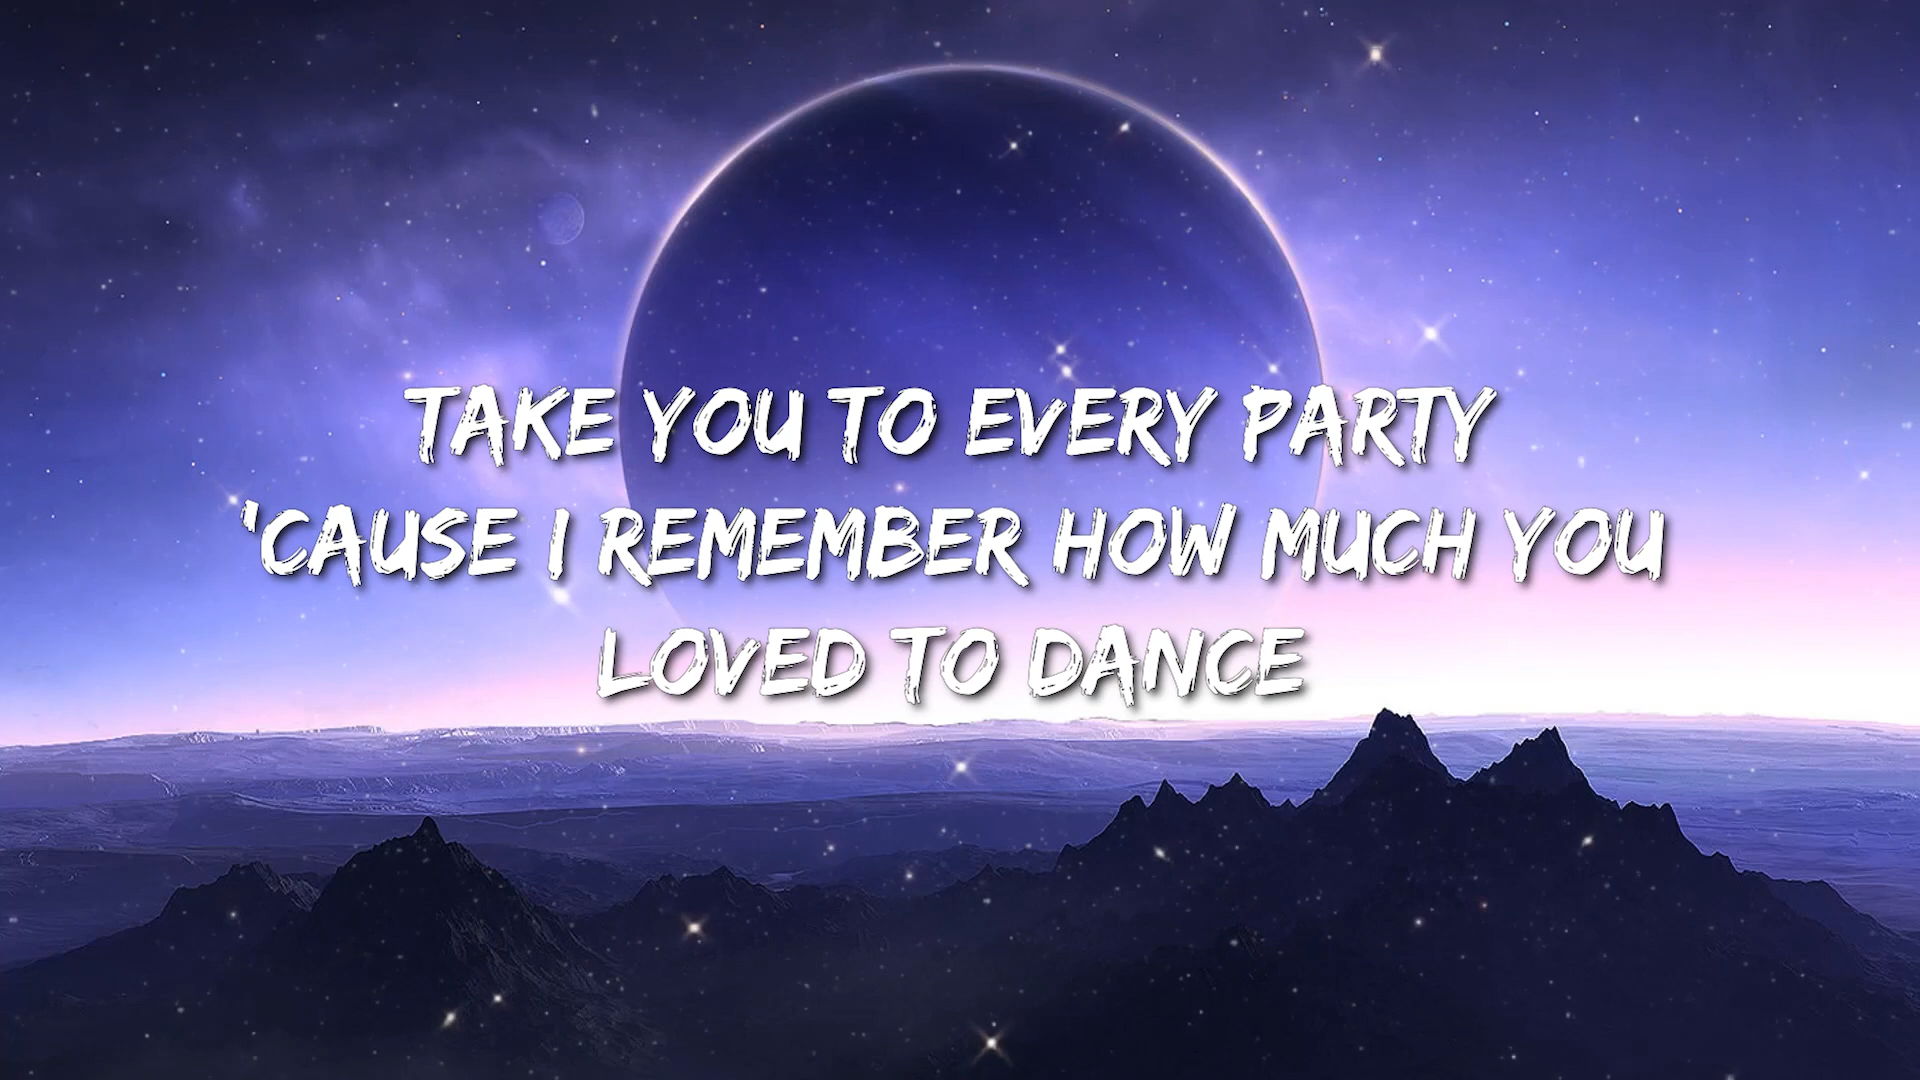 TAKE YOU TO EVERY PARTY
'CAUSE I REMEMBER HOW MUCH YOU
LOVED TO DANCE